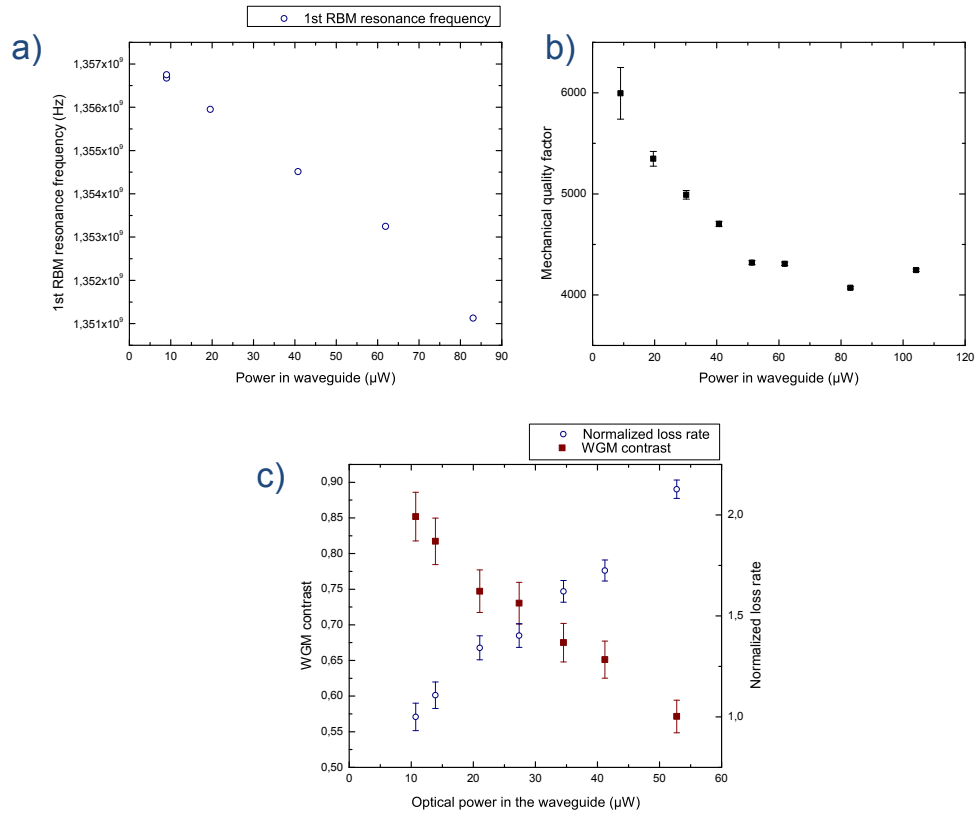 1st RBM resonance frequency
a)
1,357x10⁹
1,356x10⁹
1,355x10⁹
1,354x10⁹
1,353x10⁹
1,352x10⁹
1,351x10⁹
1st RBM resonance frequency (Hz)
0 10 20 30 40 50 60 70 80 90
Power in waveguide (µW)
b)
6000
5000
4000
Mechanical quality factor
0 20 40 60 80 100 120
Power in waveguide (µW)
Normalized loss rate
WGM contrast
c)
0,90
0,85
0,80
0,75
0,70
0,65
0,60
0,55
0,50
WGM contrast
2,0
1,5
1,0
Normalized loss rate
0 10 20 30 40 50 60
Optical power in the waveguide (µW)